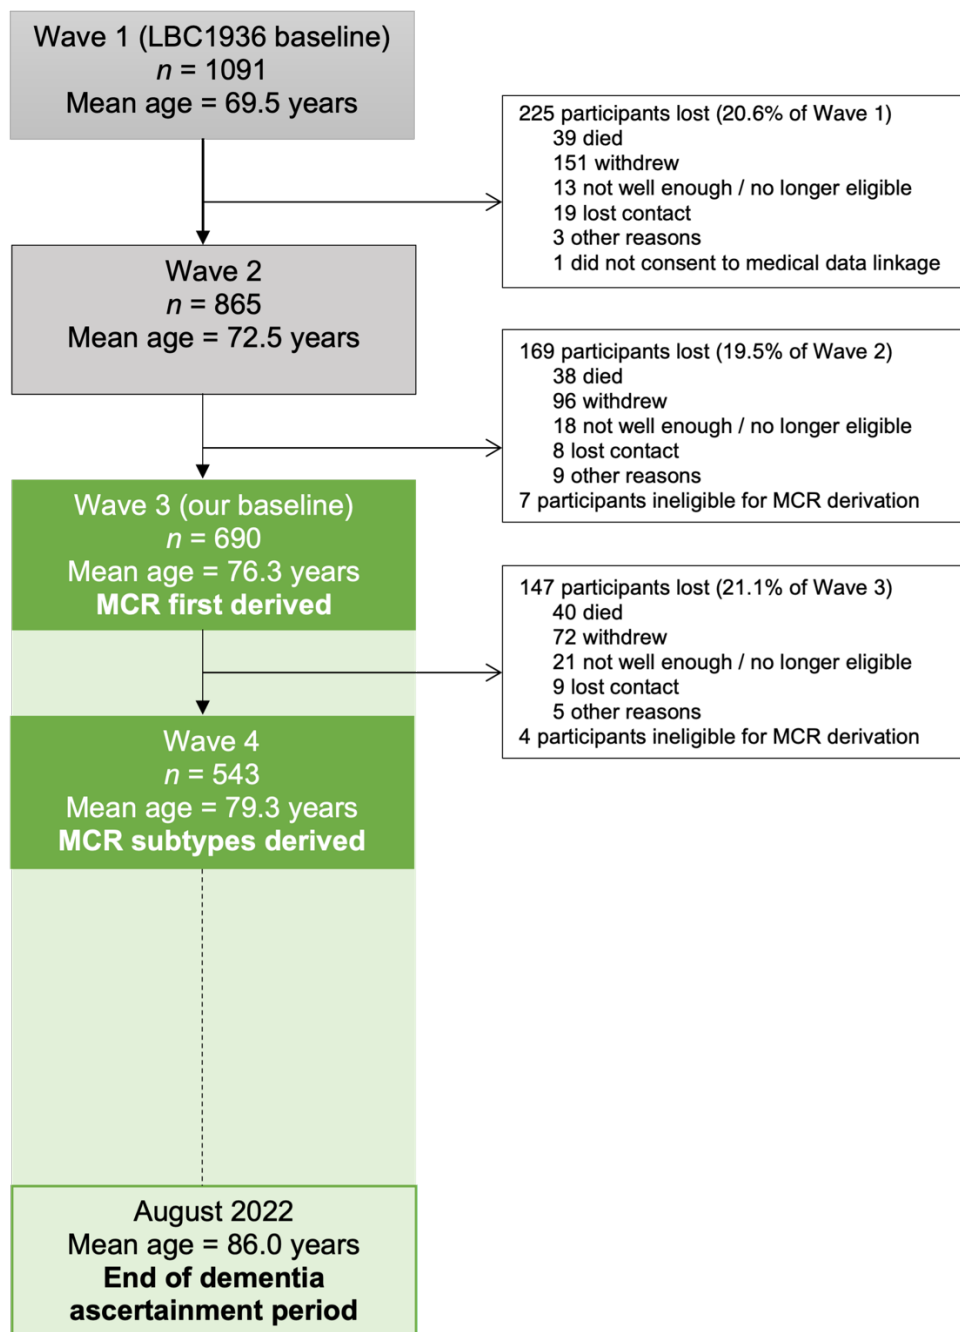 Wave 1 (LBC1936 baseline)
n = 1091
Mean age = 69.5 years
225 participants lost (20.6% of Wave 1)
39 died
151 withdrew
13 not well enough / no longer eligible
19 lost contact
3 other reasons
1 did not consent to medical data linkage
Wave 2
n = 865
Mean age = 72.5 years
169 participants lost (19.5% of Wave 2)
38 died
96 withdrew
18 not well enough / no longer eligible
8 lost contact
9 other reasons
7 participants ineligible for MCR derivation
Wave 3 (our baseline)
n = 690
Mean age = 76.3 years
MCR first derived
147 participants lost (21.1% of Wave 3)
40 died
72 withdrew
21 not well enough / no longer eligible
9 lost contact
5 other reasons
4 participants ineligible for MCR derivation
Wave 4
n = 543
Mean age = 79.3 years
MCR subtypes derived
August 2022
Mean age = 86.0 years
End of dementia
ascertainment period